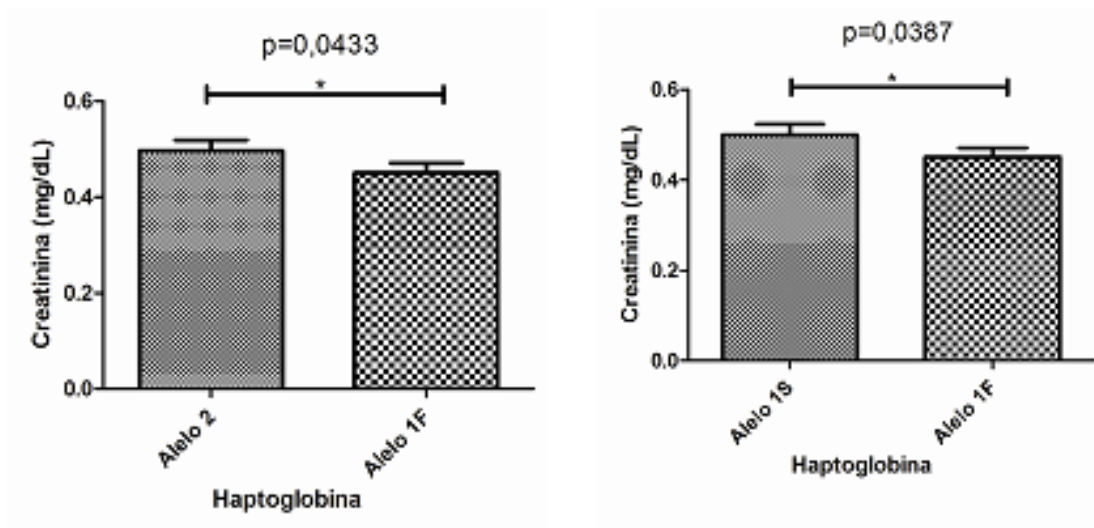 p=0,0433
*
Creatinina (mg/dL)
0.6
0.4
0.2
0.0
Alelo 2
Alelo 1F
Haptoglobina
p=0,0387
*
Creatinina (mg/dL)
0.6
0.4
0.2
0.0
Alelo 1S
Alelo 1F
Haptoglobina